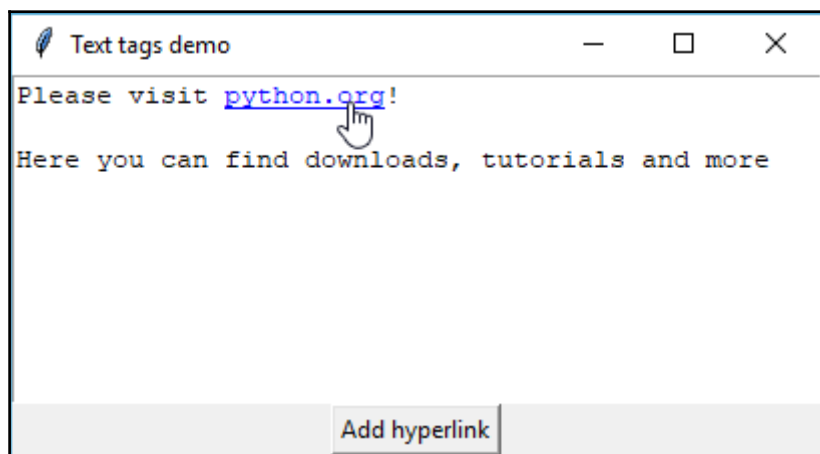 Text tags demo
Please visit python.org!
Here you can find downloads, tutorials and more
Add hyperlink